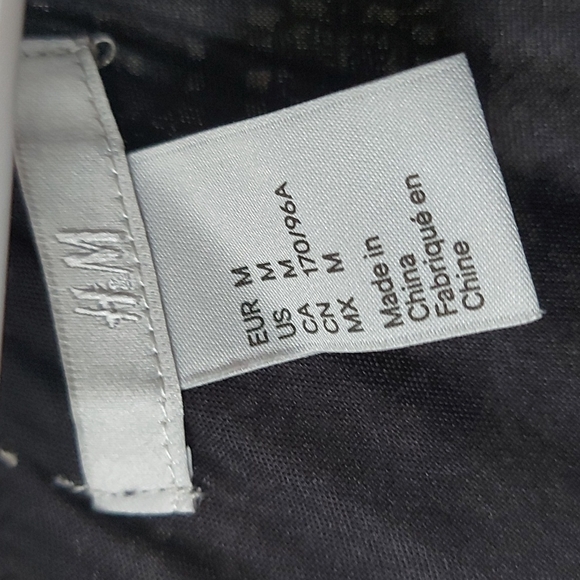 H&M
EUR M
US M
CA M
CN 170/96A
MX M
Made in
China
Fabriqué en
Chine